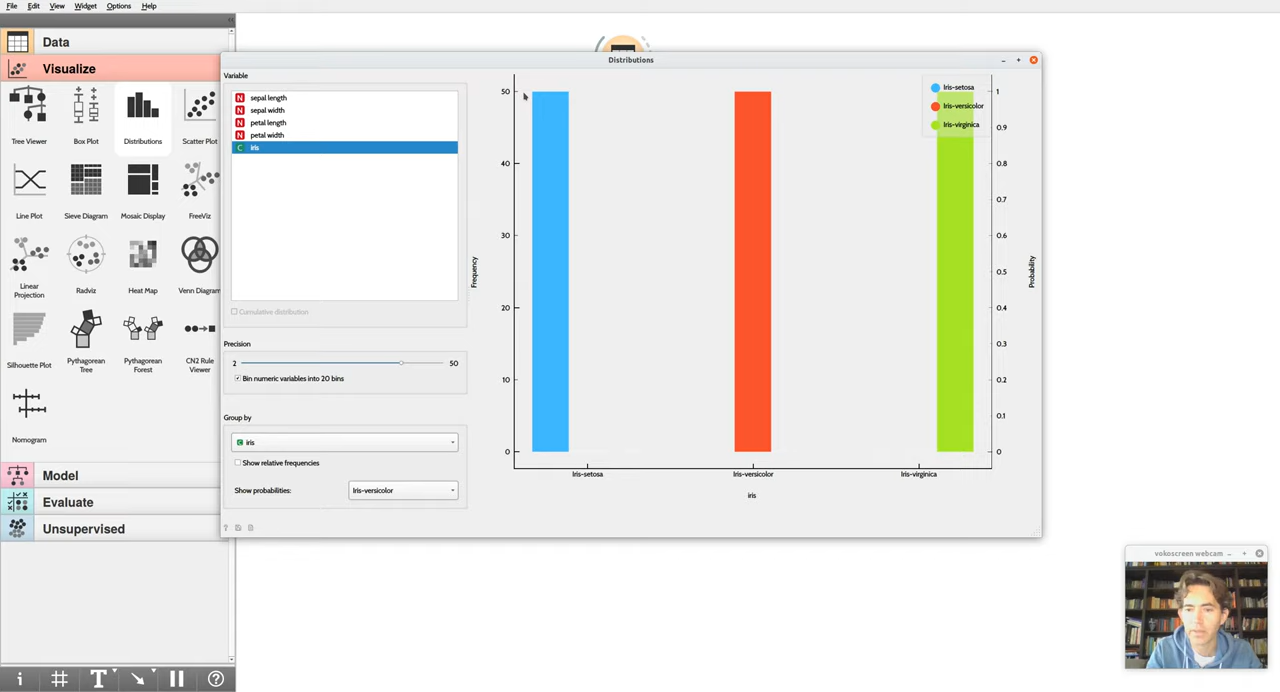 File Edit View Widget Options Help
Data
Visualize
Tree Viewer
Box Plot
Distributions
Scatter Plot
Line Plot
Sieve Diagram
Mosaic Display
FreeViz
Linear Projection
Radviz
Heat Map
Venn Diagram
Silhouette Plot
Pythagorean Tree
Pythagorean Forest
CN2 Rule Viewer
Nomogram
Model
Evaluate
Unsupervised
Distributions
Variable
N sepal length
N sepal width
N petal length
N petal width
C iris
Cumulative distribution
Precision
2 50
Bin numeric variables into 20 bins
Group by
C iris
Show relative frequencies
Show probabilities: Iris-versicolor
Frequency
50
40
30
20
10
0
Iris-setosa
Iris-versicolor
Iris-virginica
1
0.9
0.8
0.7
0.6
0.5
0.4
0.3
0.2
0.1
0
Probability
Iris-setosa Iris-versicolor Iris-virginica
iris
vokoscreen webcam